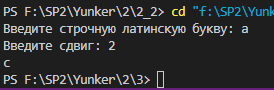 PS F:\SP2\Yunker\2\2_2> cd "f:\SP2\Yun
Введите строчную латинскую букву: a
Введите сдвиг: 2
c
PS F:\SP2\Yunker\2\3>